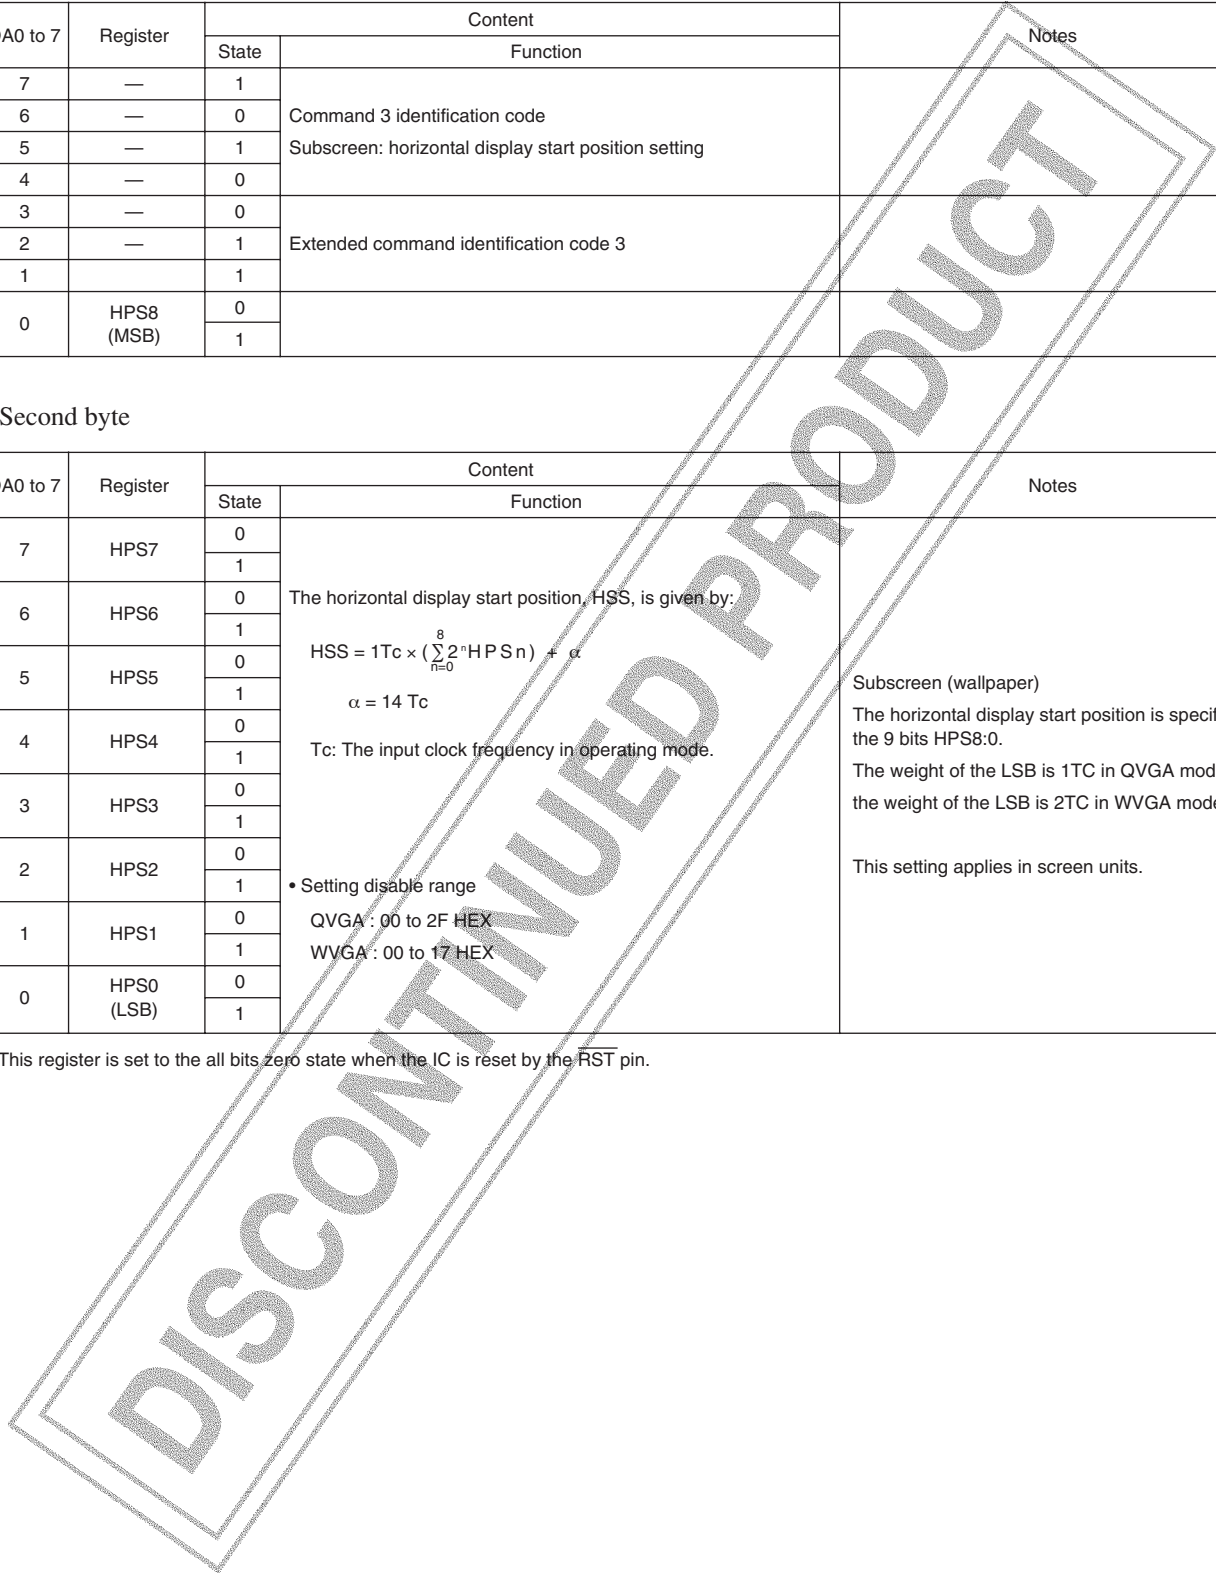 A0 to 7 Register Content Notes
State Function
7 — 1
6 — 0 Command 3 identification code
5 — 1 Subscreen: horizontal display start position setting
4 — 0
3 — 0
2 — 1 Extended command identification code 3
1 1
0 HPS8 (MSB) 0
1
Second byte
A0 to 7 Register Content Notes
State Function
7 HPS7 0
1
6 HPS6 0 The horizontal display start position, HSS, is given by:
1
HSS = 1Tc × ( 8 Σ n=0 2 n H P S n ) + α
5 HPS5 0
1
α = 14 Tc
4 HPS4 0
1
Tc: The input clock frequency in operating mode.
3 HPS3 0
1
2 HPS2 0
1
• Setting disable range
1 HPS1 0
QVGA : 00 to 2F HEX
1
WVGA : 00 to 17 HEX
0 HPS0 (LSB) 0
1
Subscreen (wallpaper)
The horizontal display start position is specif
the 9 bits HPS8:0.
The weight of the LSB is 1TC in QVGA mod
the weight of the LSB is 2TC in WVGA mode
This setting applies in screen units.
This register is set to the all bits zero state when the IC is reset by the RST pin.
DISCONTINUED PRODUCT